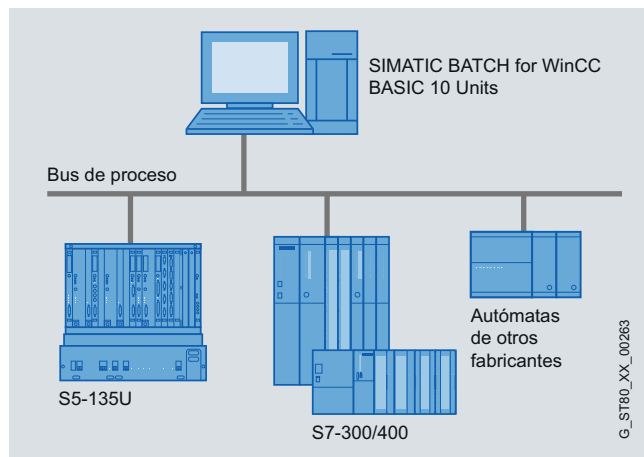 SIMATIC BATCH for WinCC
BASIC 10 Units
Bus de proceso
S5-135U
S7-300/400
Autómatas
de otros
fabricantes
G_ST80_XX_00263